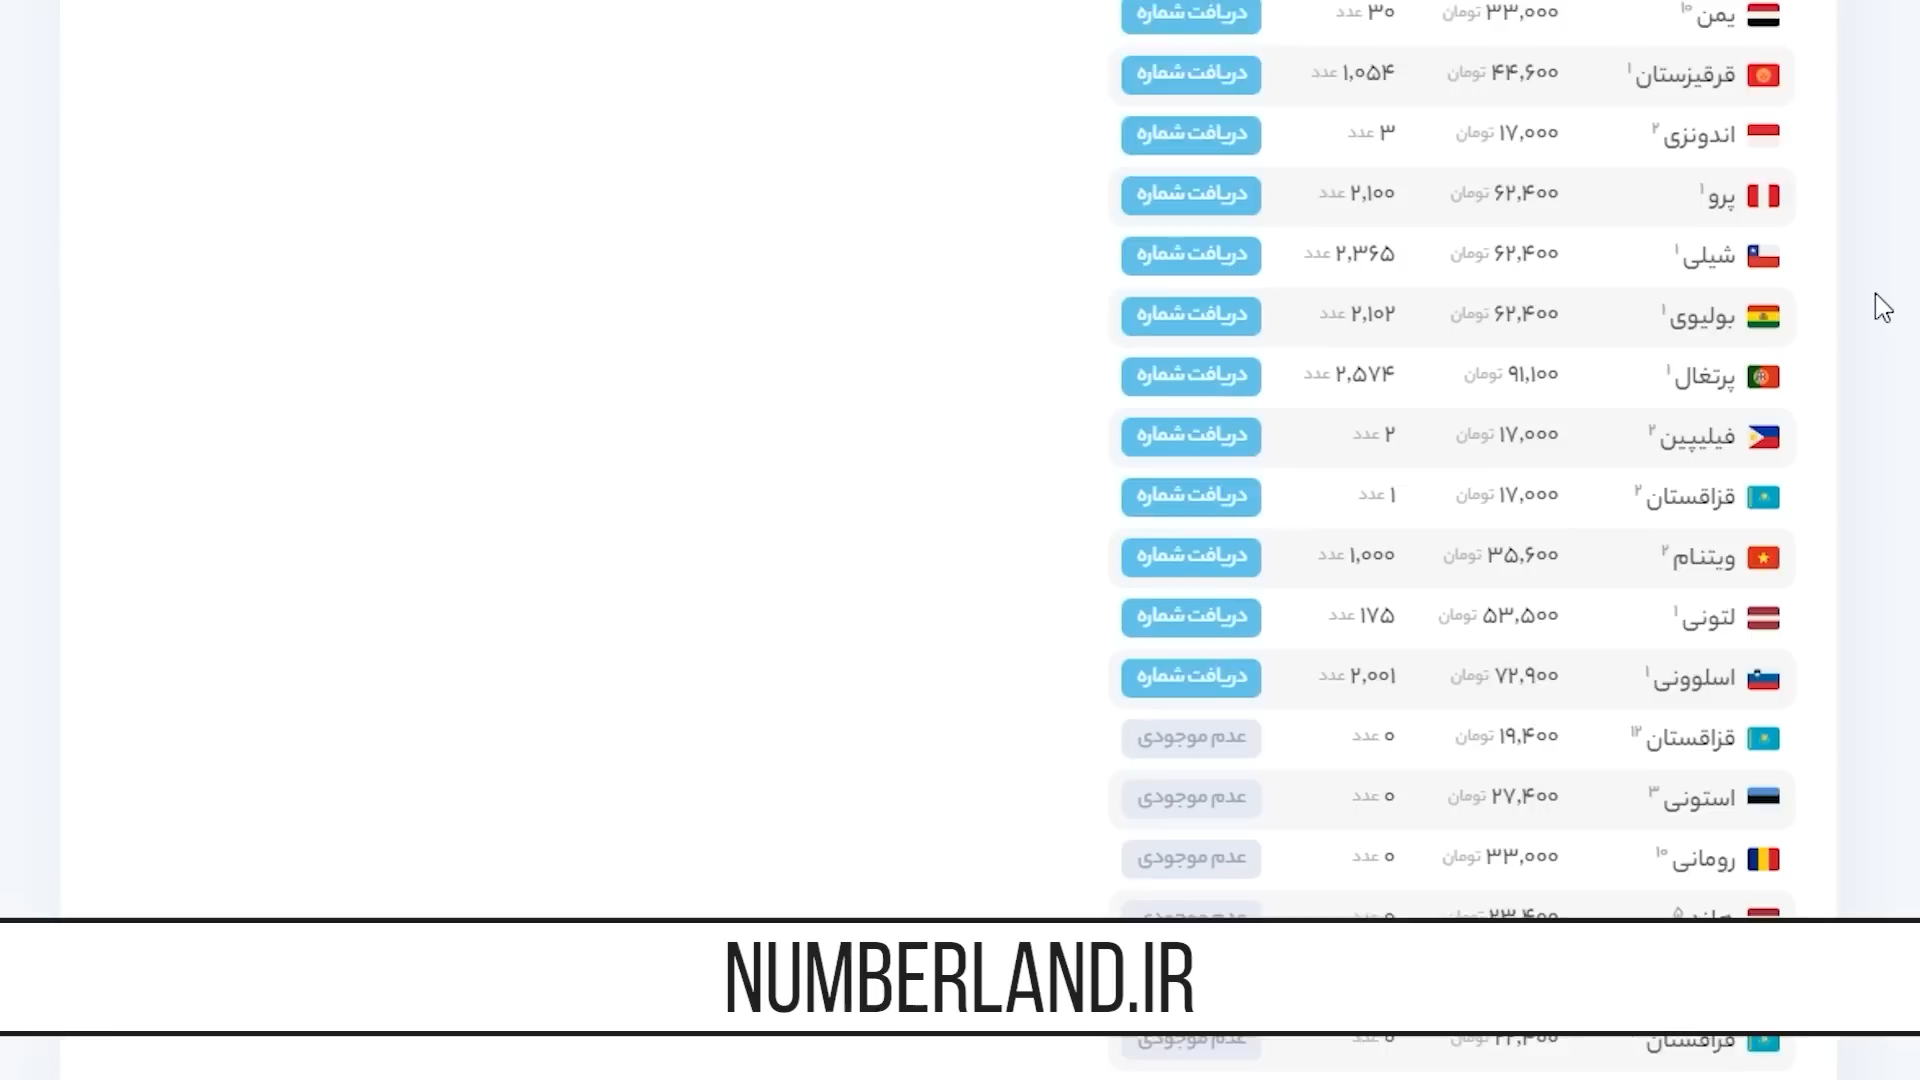 یمن ۱۰ ۳۳,۰۰۰ تومان ۳۰ عدد دریافت شماره
قرقیزستان ۱ ۴۴,۶۰۰ تومان ۱,۰۵۴ عدد دریافت شماره
اندونزی ۲ ۱۷,۰۰۰ تومان ۳ عدد دریافت شماره
پرو ۱ ۶۲,۴۰۰ تومان ۲,۱۰۰ عدد دریافت شماره
شیلی ۱ ۶۲,۴۰۰ تومان ۲,۳۶۵ عدد دریافت شماره
بولیوی ۱ ۶۲,۴۰۰ تومان ۲,۱۰۲ عدد دریافت شماره
پرتغال ۱ ۹۱,۱۰۰ تومان ۲,۵۷۴ عدد دریافت شماره
فیلیپین ۲ ۱۷,۰۰۰ تومان ۲ عدد دریافت شماره
قزاقستان ۲ ۱۷,۰۰۰ تومان ۱ عدد دریافت شماره
ویتنام ۲ ۳۵,۶۰۰ تومان ۱,۰۰۰ عدد دریافت شماره
لتونی ۱ ۵۳,۵۰۰ تومان ۱۷۵ عدد دریافت شماره
اسلوونی ۱ ۷۲,۹۰۰ تومان ۲,۰۰۱ عدد دریافت شماره
قزاقستان ۱۲ ۱۹,۴۰۰ تومان ۰ عدد عدم موجودی
استونی ۳ ۲۷,۴۰۰ تومان ۰ عدد عدم موجودی
رومانی ۱۰ ۳۳,۰۰۰ تومان ۰ عدد عدم موجودی
NUMBERLAND.IR
قزاقستان تومان ۰ عدد عدم موجودی